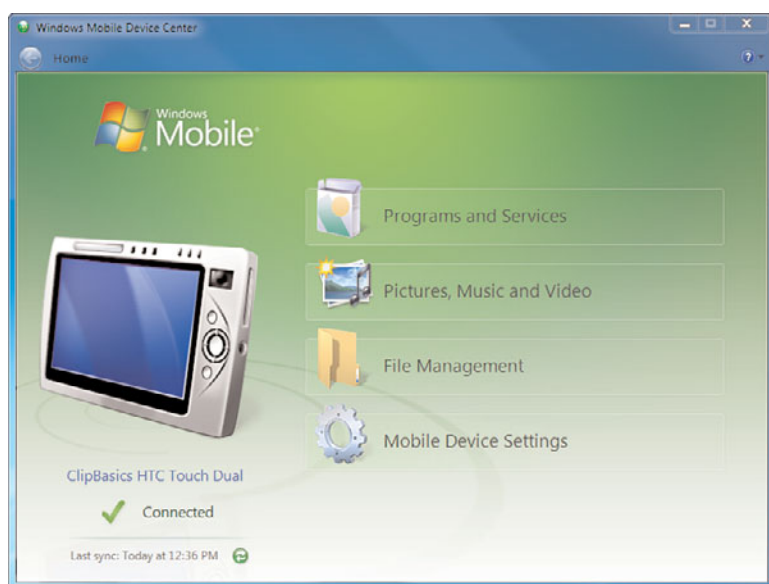 Windows Mobile Device Center
Home
Windows
Mobile
Programs and Services
Pictures, Music and Video
File Management
Mobile Device Settings
ClipBasics HTC Touch Dual
Connected
Last sync: Today at 12:36 PM